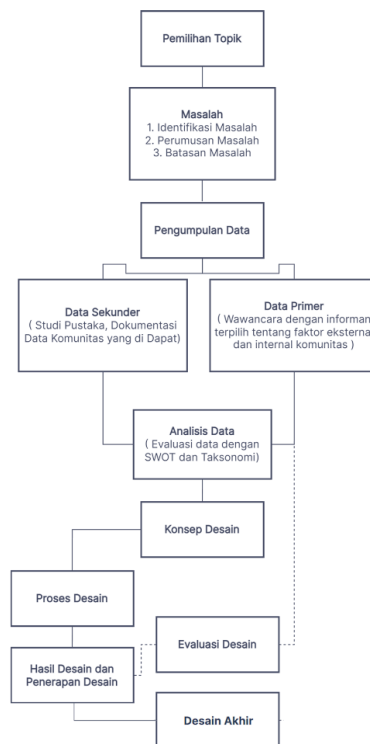 Pemilihan Topik
Masalah
1. Identifikasi Masalah
2. Perumusan Masalah
3. Batasan Masalah
Pengumpulan Data
Data Sekunder
( Studi Pustaka, Dokumentasi
Data Komunitas yang di Dapat)
Data Primer
( Wawancara dengan informan
terpilih tentang faktor eksternal
dan internal komunitas )
Analisis Data
( Evaluasi data dengan
SWOT dan Taksonomi)
Konsep Desain
Proses Desain
Evaluasi Desain
Hasil Desain dan
Penerapan Desain
Desain Akhir